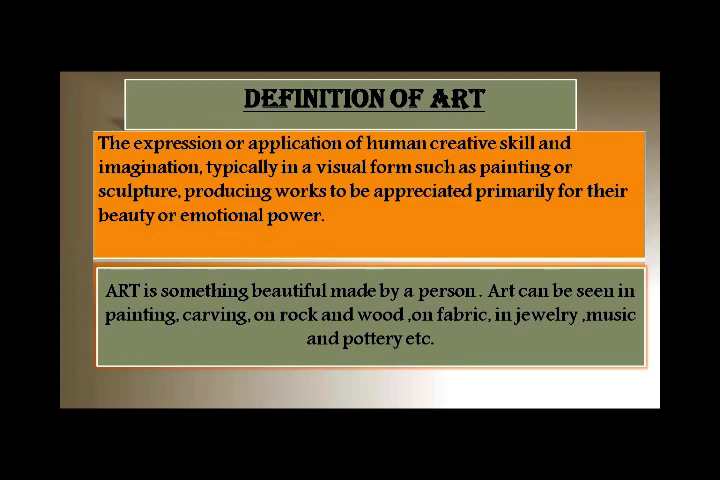 DEFINITION OF ART
The expression or application of human creative skill and
imagination, typically in a visual form such as painting or
sculpture, producing works to be appreciated primarily for their
beauty or emotional power.
ART is something beautiful made by a person . Art can be seen in
painting, carving, on rock and wood ,on fabric, in jewelry ,music
and pottery etc.